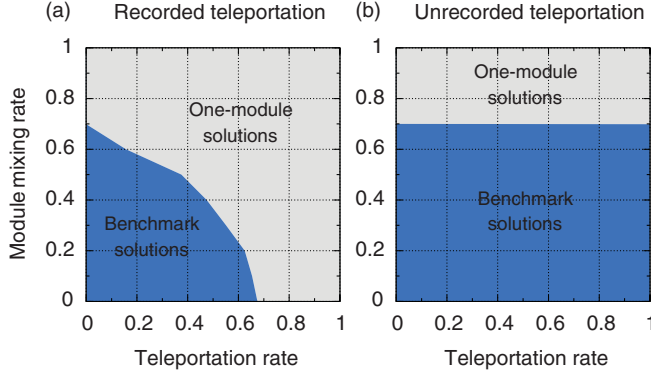 (a) Recorded teleportation
(b) Unrecorded teleportation
Module mixing rate
1
0.8
0.6
0.4
0.2
0
One-module
solutions
Benchmark
solutions
0 0.2 0.4 0.6 0.8 1
Teleportation rate
1
0.8
0.6
0.4
0.2
0
One-module
solutions
Benchmark
solutions
0 0.2 0.4 0.6 0.8 1
Teleportation rate